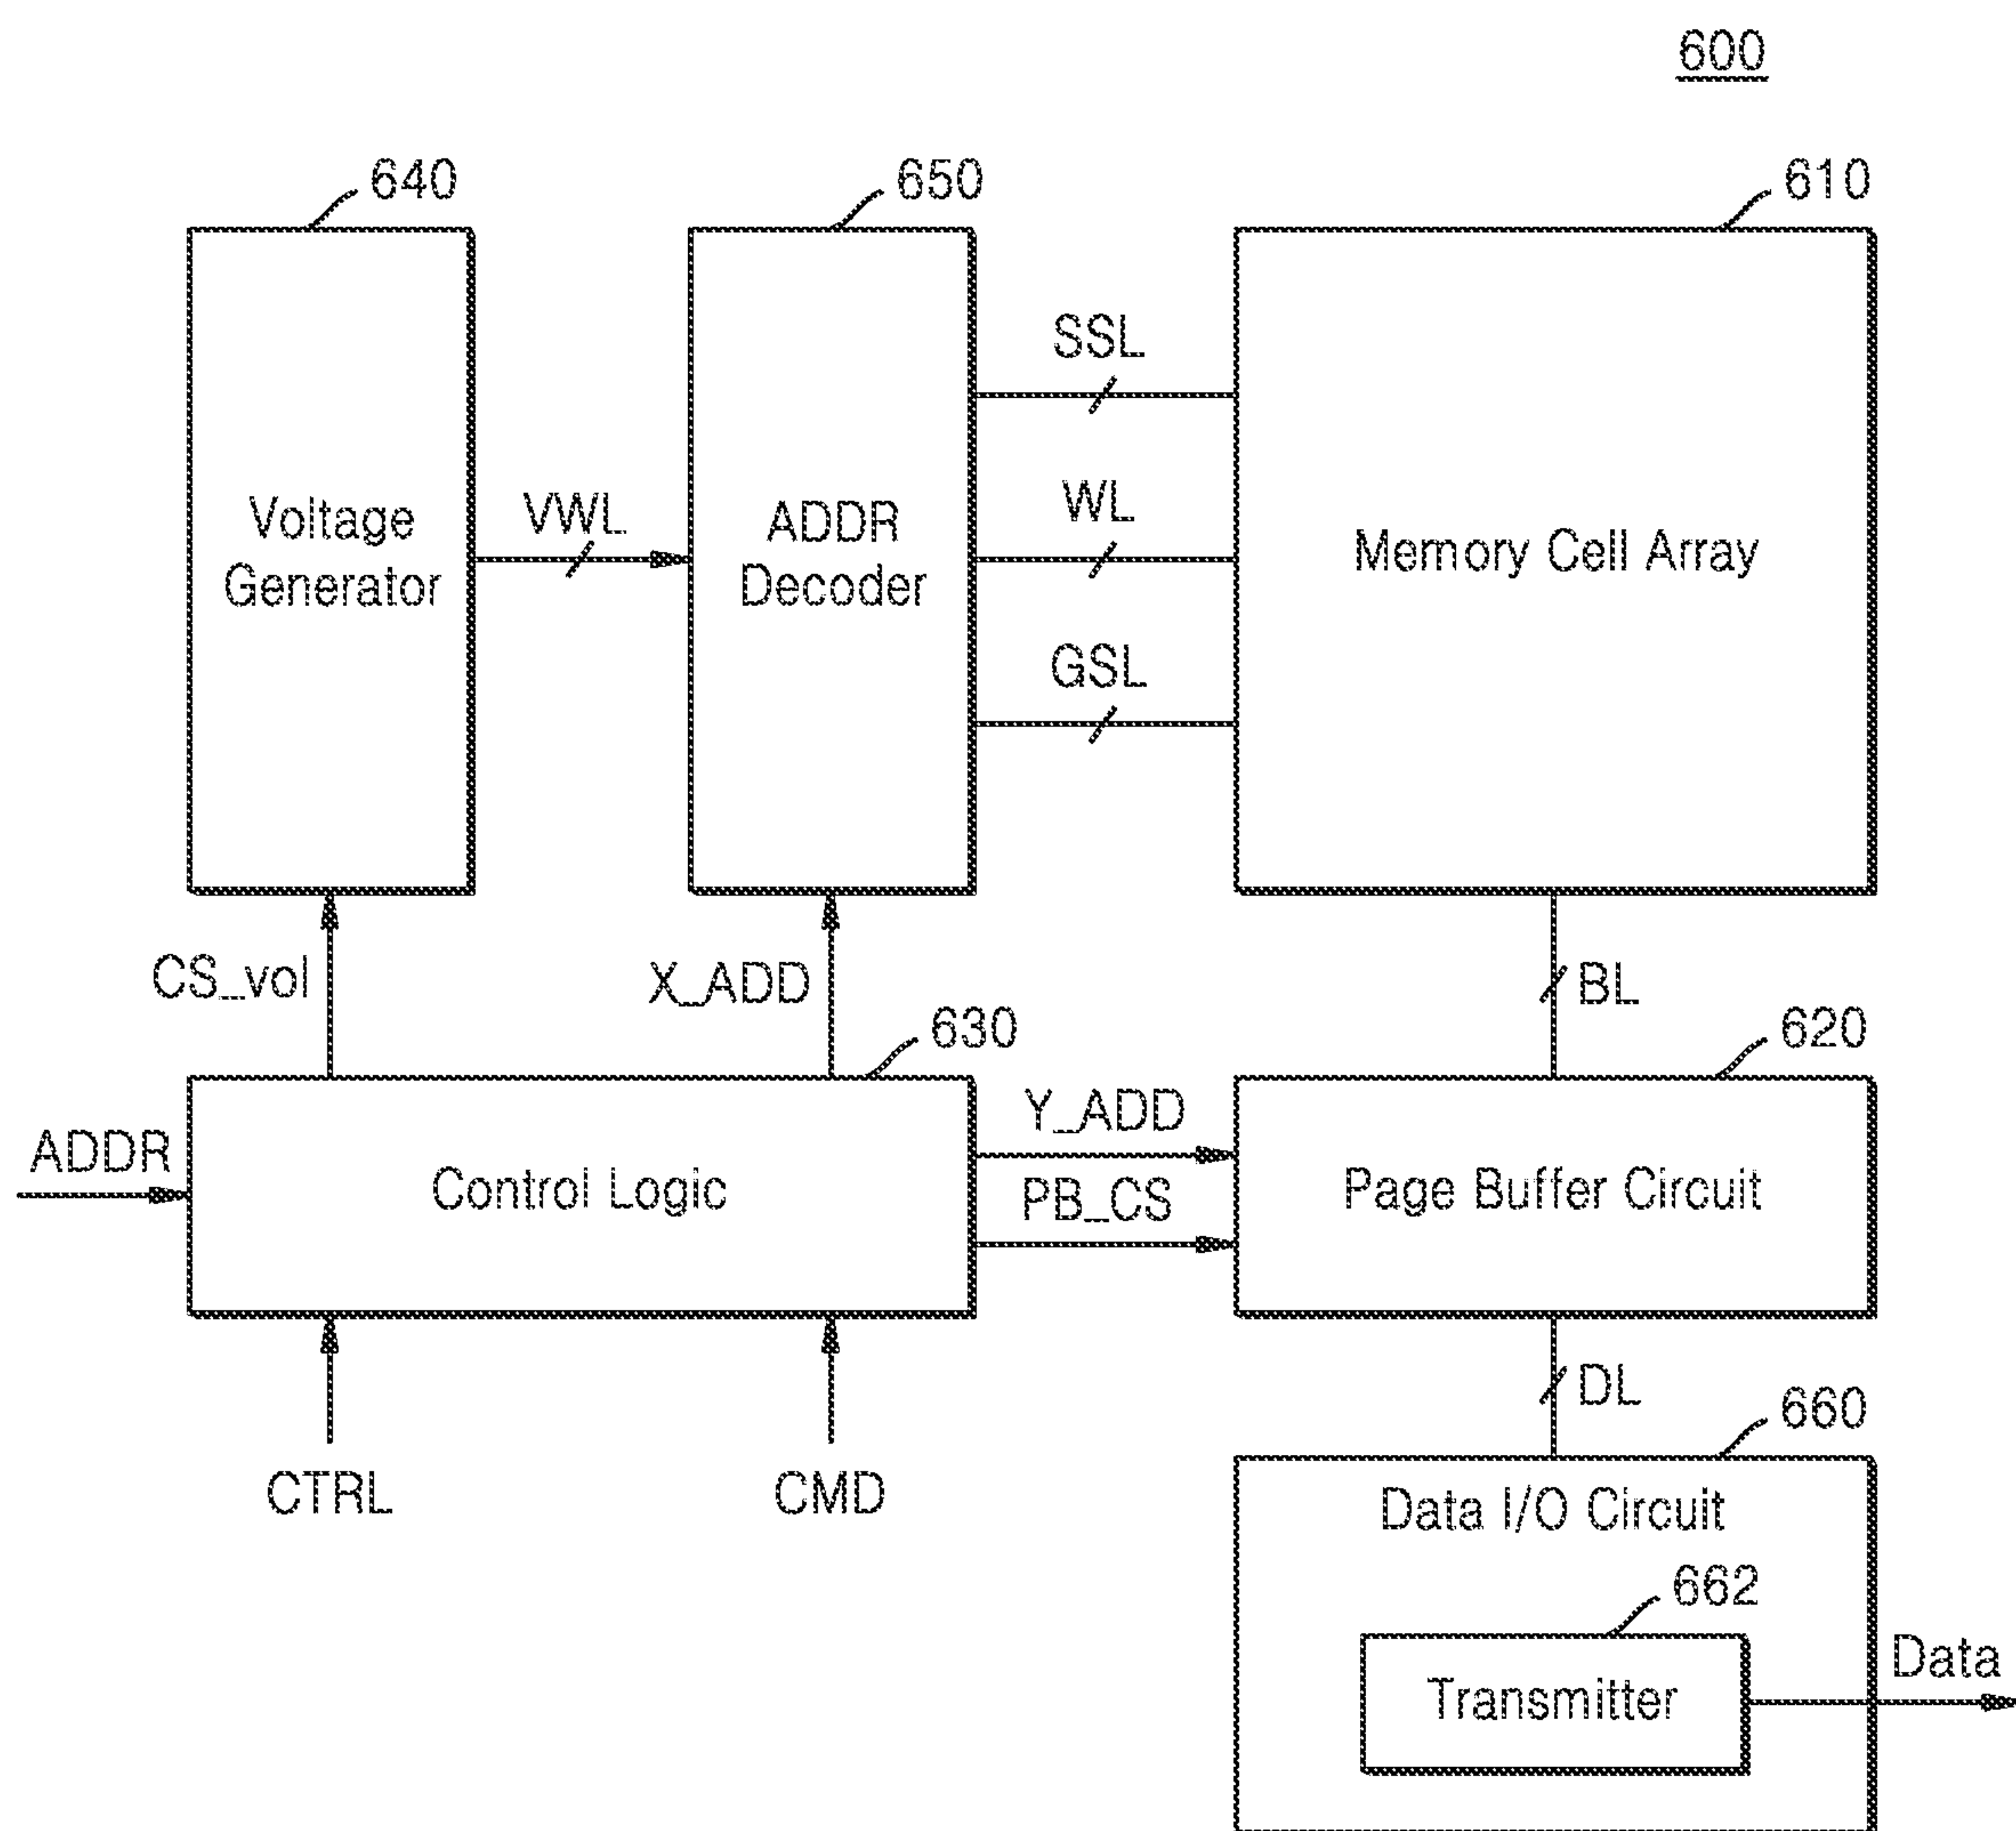 600
640
650
610
SSL
VWL
WL
Voltage
Generator
ADDR
Decoder
Memory Cell Array
GSL
CS_vol
X_ADD
BL
630
620
ADDR
Y_ADD
Control Logic
PB_CS
Page Buffer Circuit
DL
660
CTRL
CMD
Data I/O Circuit
662
Data
Transmitter